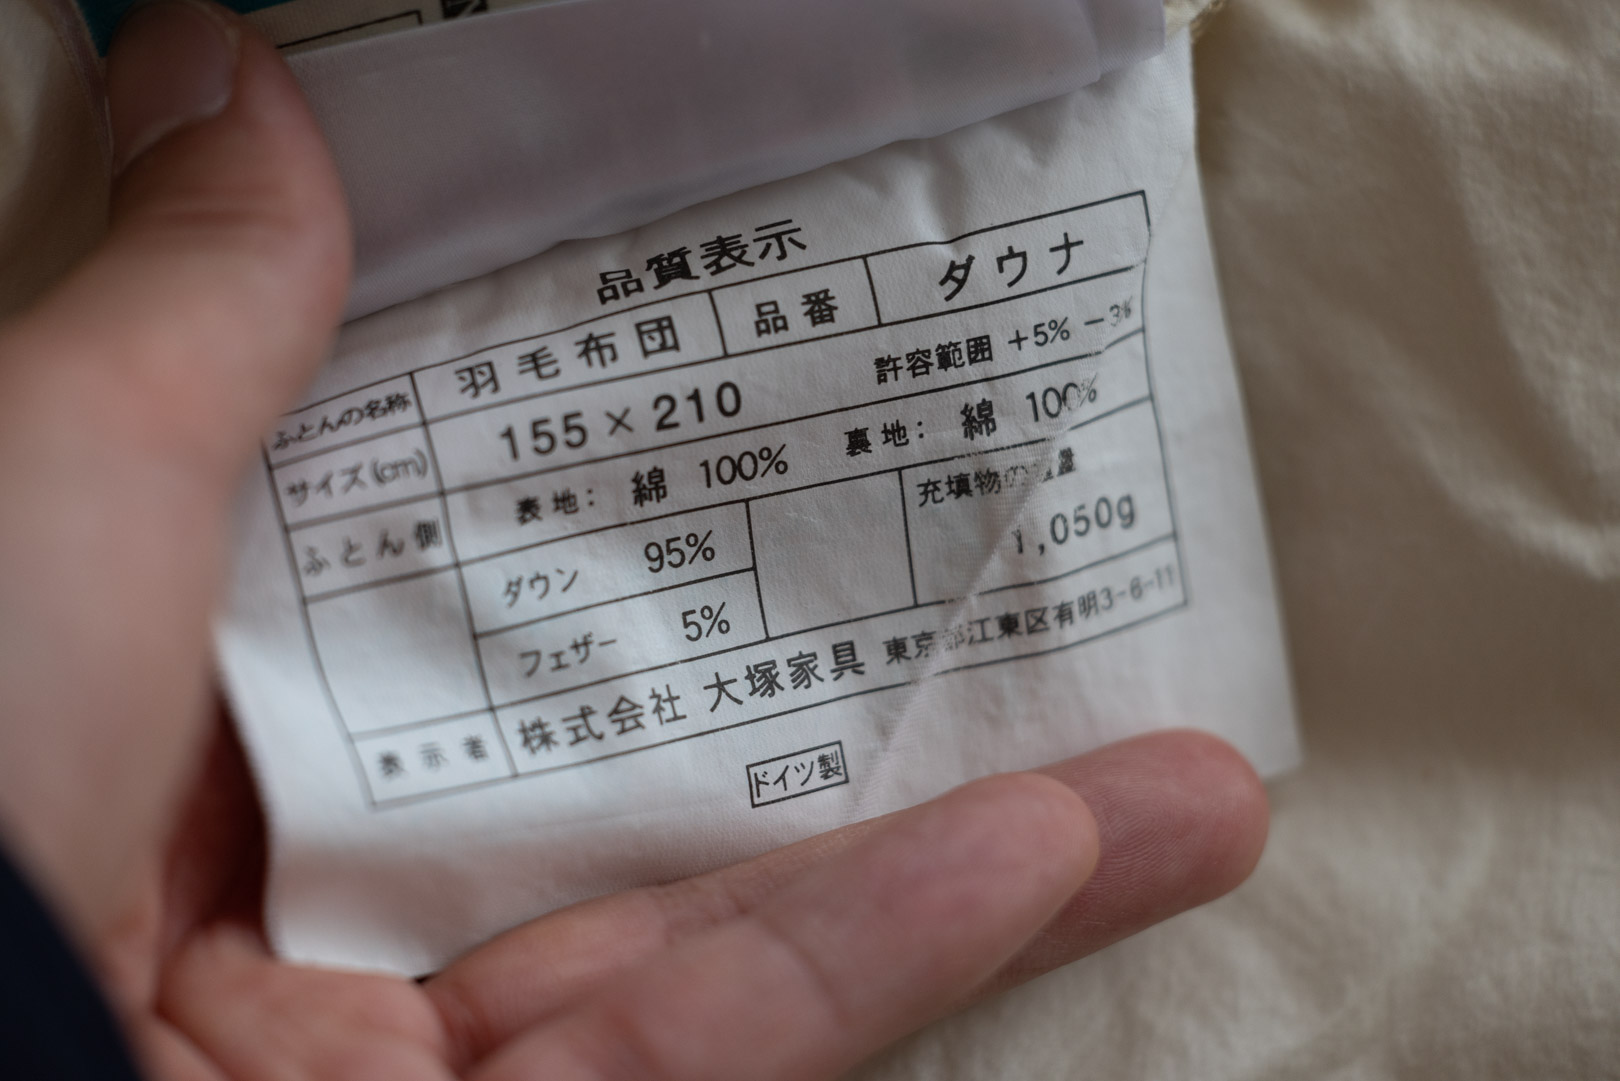 品質表示
ふとんの名称 羽毛布団 品番 ダウナ
サイズ(cm) 155×210 許容範囲 +5% −3%
ふとん側 表地: 綿 100% 裏地: 綿 100%
ダウン 95% 充填物の重量
フェザー 5% 1,050g
表示者 株式会社 大塚家具 東京都江東区有明3-6-11
ドイツ製